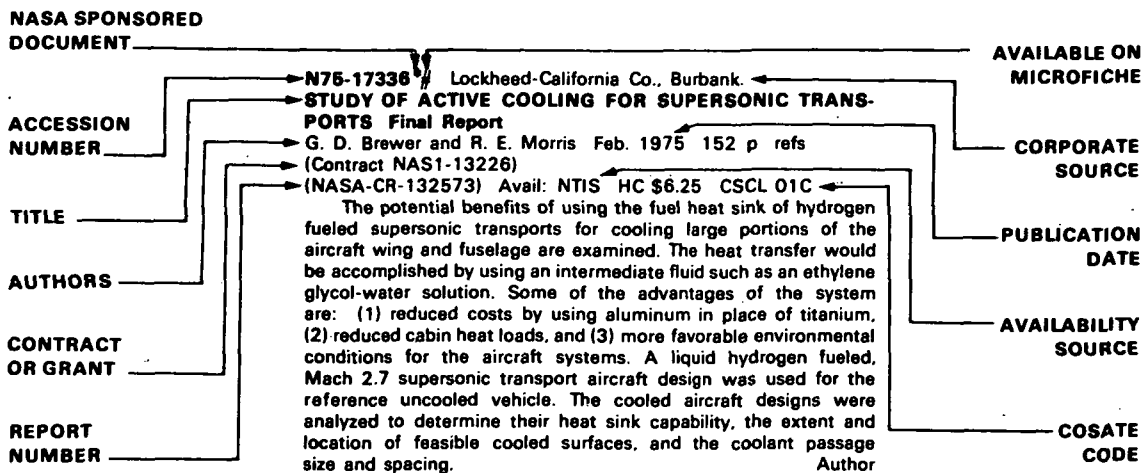 NASA SPONSORED
DOCUMENT
AVAILABLE ON
MICROFICHE
N75-17336 *# Lockheed-California Co., Burbank.
STUDY OF ACTIVE COOLING FOR SUPERSONIC TRANS-
PORTS Final Report
ACCESSION
NUMBER
G. D. Brewer and R. E. Morris Feb. 1975 152 p refs
(Contract NAS1-13226)
(NASA-CR-132573) Avail: NTIS HC $6.25 CSCL 01C
CORPORATE
SOURCE
TITLE
The potential benefits of using the fuel heat sink of hydrogen
fueled supersonic transports for cooling large portions of the
aircraft wing and fuselage are examined. The heat transfer would
be accomplished by using an intermediate fluid such as an ethylene
glycol-water solution. Some of the advantages of the system
are: (1) reduced costs by using aluminum in place of titanium,
(2) reduced cabin heat loads, and (3) more favorable environmental
conditions for the aircraft systems. A liquid hydrogen fueled,
Mach 2.7 supersonic transport aircraft design was used for the
reference uncooled vehicle. The cooled aircraft designs were
analyzed to determine their heat sink capability, the extent and
location of feasible cooled surfaces, and the coolant passage
size and spacing. Author
PUBLICATION
DATE
AUTHORS
AVAILABILITY
SOURCE
CONTRACT
OR GRANT
REPORT
NUMBER
COSATE
CODE